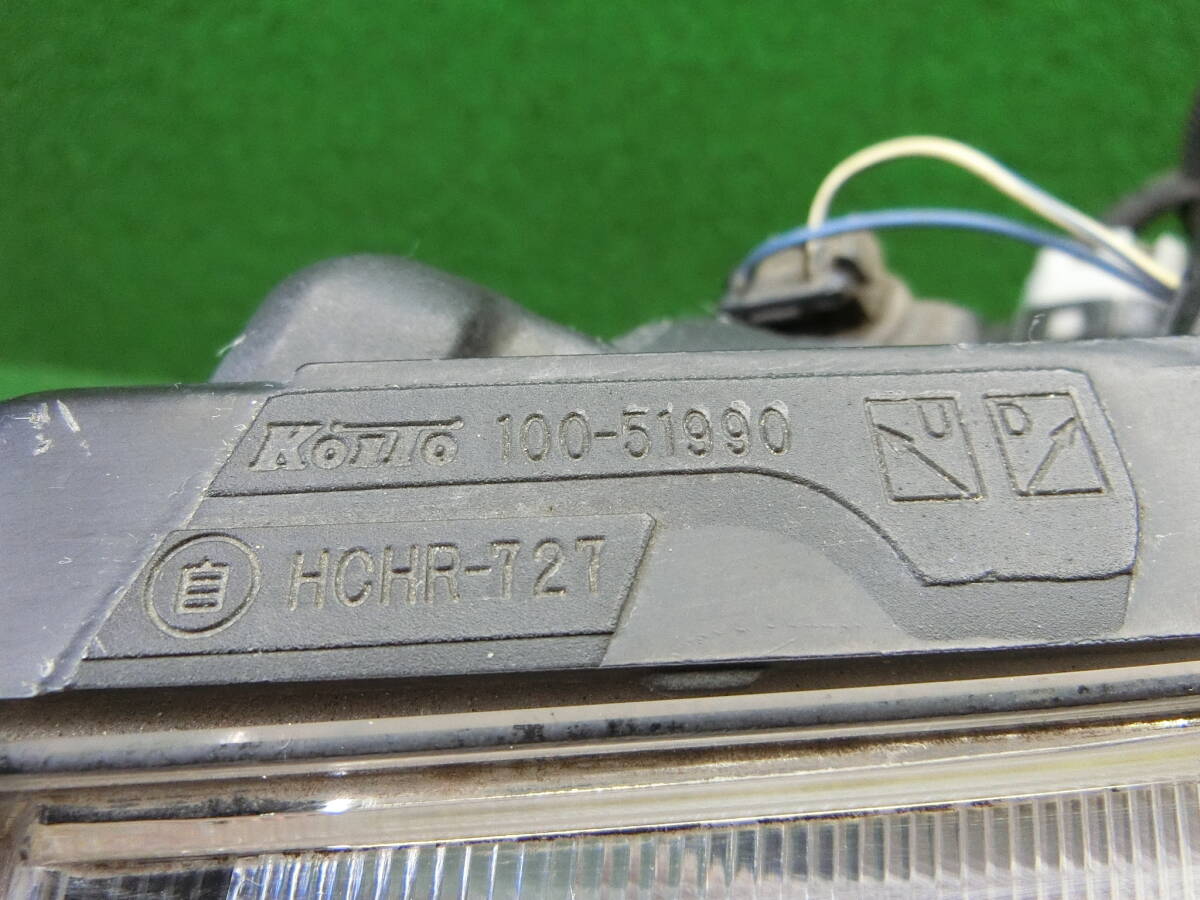 KOITO 100-51990 U D
自 HCHR-727